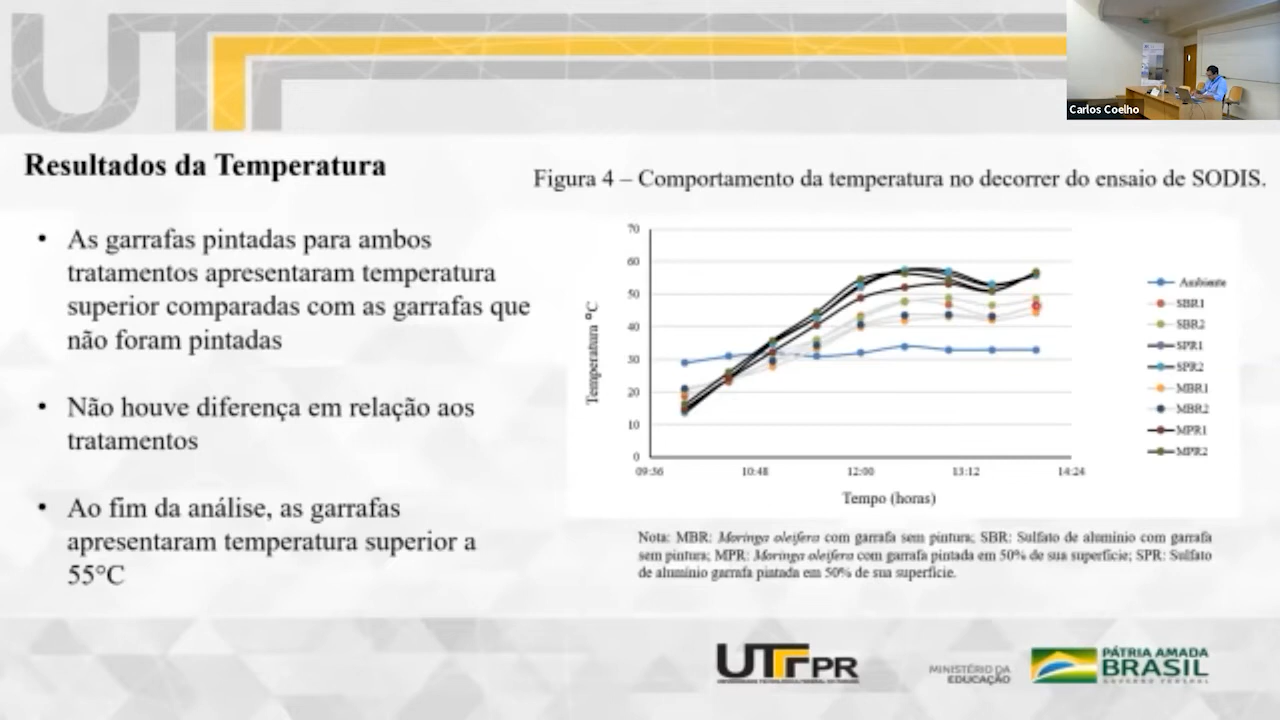 UTF
Carlos Coelho
Resultados da Temperatura
• As garrafas pintadas para ambos
tratamentos apresentaram temperatura
superior comparadas com as garrafas que
não foram pintadas
• Não houve diferença em relação aos
tratamentos
• Ao fim da análise, as garrafas
apresentaram temperatura superior a
55°C
Figura 4 – Comportamento da temperatura no decorrer do ensaio de SODIS.
70
60
50
40
30
20
10
0
Temperatura °C
09:36 10:48 12:00 13:12 14:24
Tempo (horas)
Ambiente
SBR1
SBR2
SPR1
SPR2
MBR1
MBR2
MPR1
MPR2
Nota: MBR: Moringa oleifera com garrafa sem pintura; SBR: Sulfato de alumínio com garrafa
sem pintura; MPR: Moringa oleifera com garrafa pintada em 50% de sua superfície; SPR: Sulfato
de alumínio garrafa pintada em 50% de sua superfície.
UTFPR
MINISTÉRIO DA
EDUCAÇÃO
PÁTRIA AMADA
BRASIL
GOVERNO FEDERAL